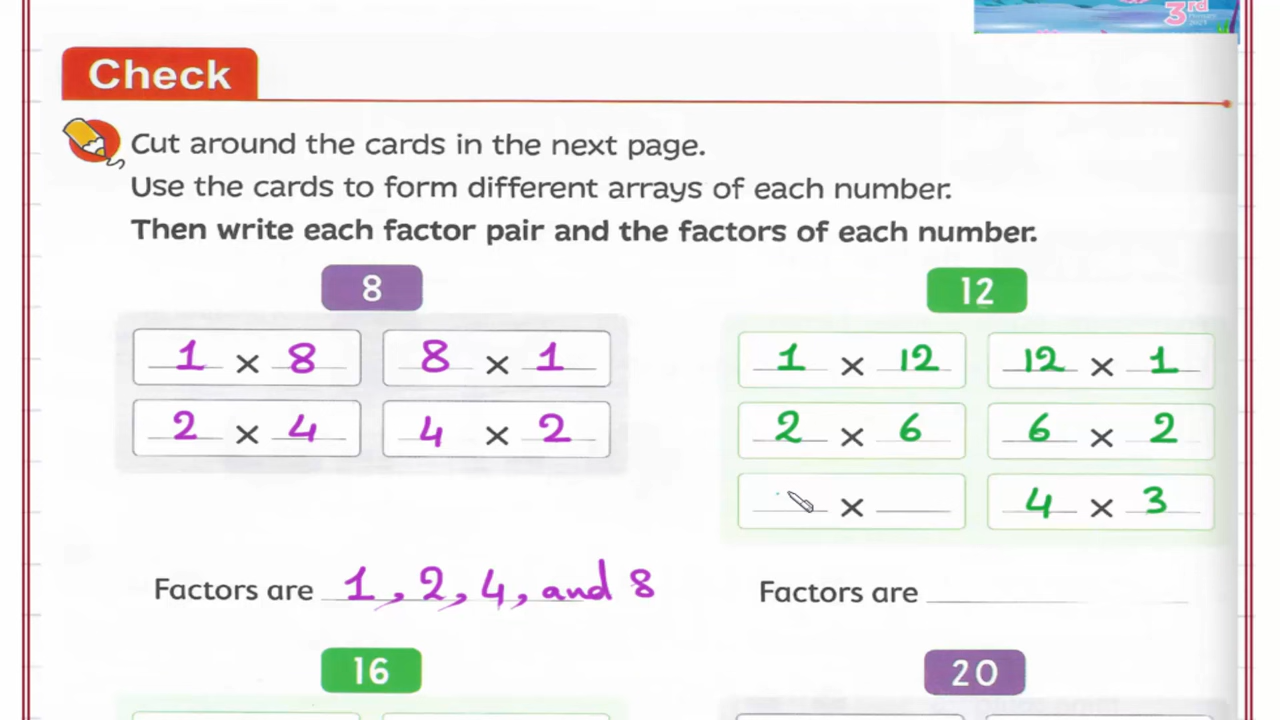 3rd
Check
Cut around the cards in the next page.
Use the cards to form different arrays of each number.
Then write each factor pair and the factors of each number.
8
12
1 × 8
8 × 1
1 × 12
12 × 1
2 × 4
4 × 2
2 × 6
6 × 2
×
4 × 3
Factors are 1, 2, 4, and 8
Factors are
16
20